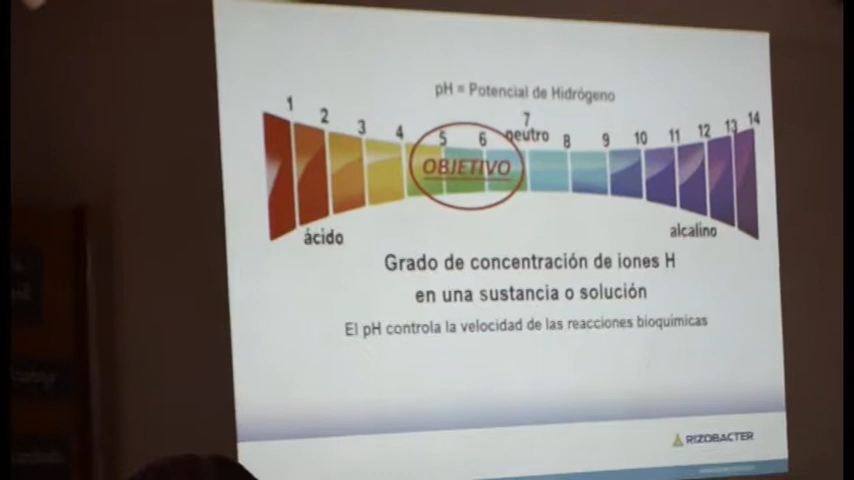 pH = Potencial de Hidrógeno
1 2 3 4 5 6 7 8 9 10 11 12 13 14
neutro
OBJETIVO
ácido
alcalino
Grado de concentración de iones H
en una sustancia o solución
El pH controla la velocidad de las reacciones bioquímicas
RIZOBACTER